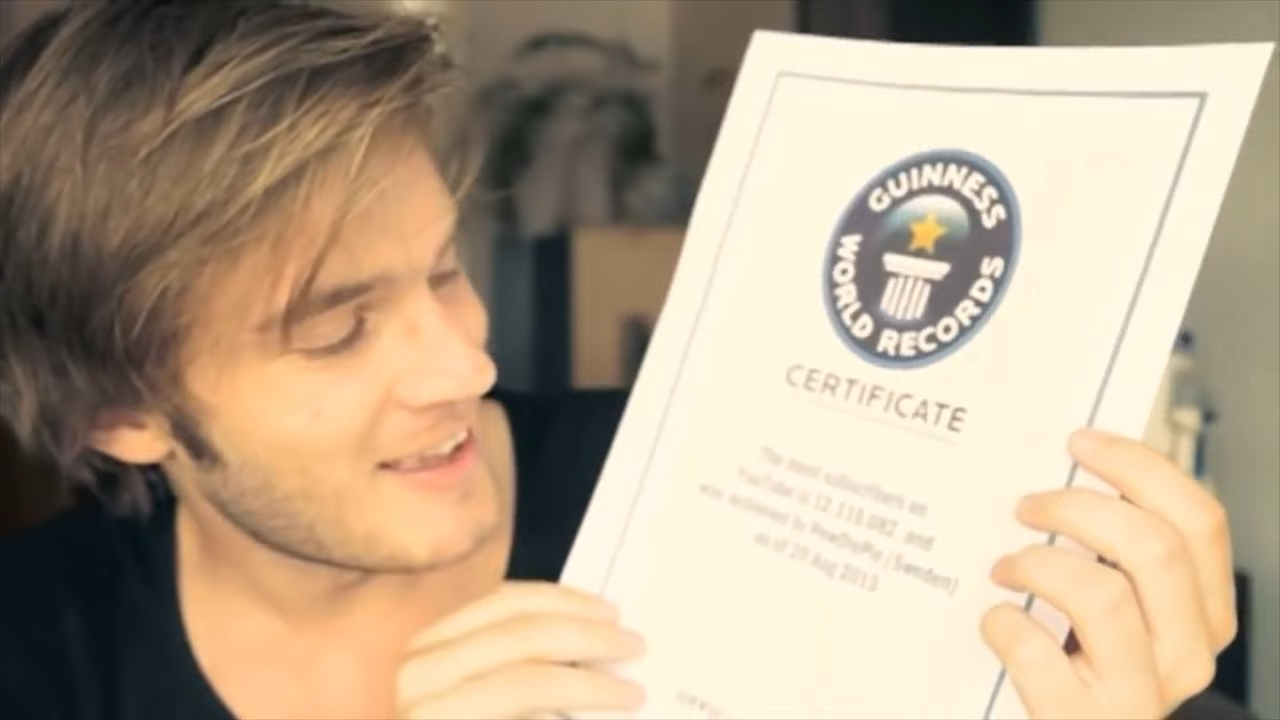 GUINNESS
WORLD RECORDS
CERTIFICATE
The most subscribers on
YouTube is 12,118,082, and
was achieved by PewDiePie (Sweden)
as of 20 Aug 2013